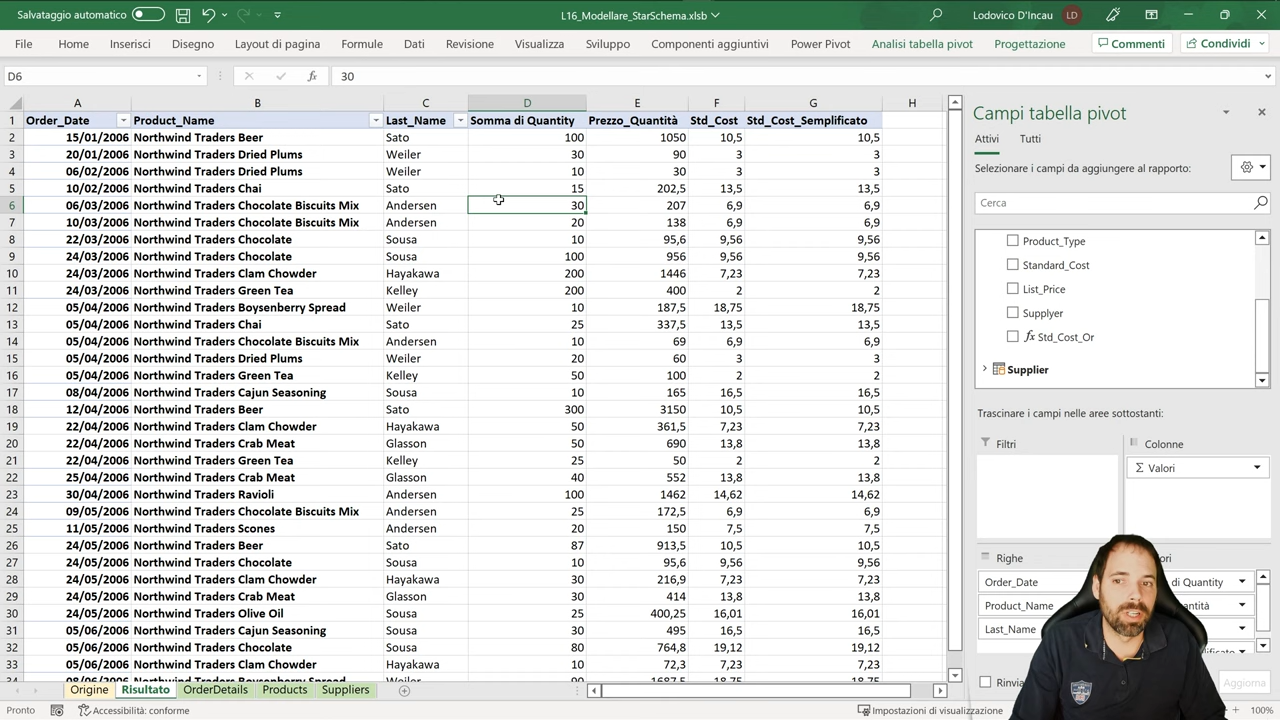 Salvataggio automatico
L16_Modellare_StarSchema.xlsb
Lodovico D'Incau LD
File Home Inserisci Disegno Layout di pagina Formule Dati Revisione Visualizza Sviluppo Componenti aggiuntivi Power Pivot Analisi tabella pivot Progettazione Commenti Condividi
D6 fx 30
A B C D E F G H
1 Order_Date Product_Name Last_Name Somma di Quantity Prezzo_Quantità Std_Cost Std_Cost_Semplificato
2 15/01/2006 Northwind Traders Beer Sato 100 1050 10,5 10,5
3 20/01/2006 Northwind Traders Dried Plums Weiler 30 90 3 3
4 06/02/2006 Northwind Traders Dried Plums Weiler 10 30 3 3
5 10/02/2006 Northwind Traders Chai Sato 15 202,5 13,5 13,5
6 06/03/2006 Northwind Traders Chocolate Biscuits Mix Andersen 30 207 6,9 6,9
7 10/03/2006 Northwind Traders Chocolate Biscuits Mix Andersen 20 138 6,9 6,9
8 22/03/2006 Northwind Traders Chocolate Sousa 10 95,6 9,56 9,56
9 24/03/2006 Northwind Traders Chocolate Sousa 100 956 9,56 9,56
10 24/03/2006 Northwind Traders Clam Chowder Hayakawa 200 1446 7,23 7,23
11 24/03/2006 Northwind Traders Green Tea Kelley 200 400 2 2
12 05/04/2006 Northwind Traders Boysenberry Spread Weiler 10 187,5 18,75 18,75
13 05/04/2006 Northwind Traders Chai Sato 25 337,5 13,5 13,5
14 05/04/2006 Northwind Traders Chocolate Biscuits Mix Andersen 10 69 6,9 6,9
15 05/04/2006 Northwind Traders Dried Plums Weiler 20 60 3 3
16 05/04/2006 Northwind Traders Green Tea Kelley 50 100 2 2
17 08/04/2006 Northwind Traders Cajun Seasoning Sousa 10 165 16,5 16,5
18 12/04/2006 Northwind Traders Beer Sato 300 3150 10,5 10,5
19 22/04/2006 Northwind Traders Clam Chowder Hayakawa 50 361,5 7,23 7,23
20 22/04/2006 Northwind Traders Crab Meat Glasson 50 690 13,8 13,8
21 22/04/2006 Northwind Traders Green Tea Kelley 25 50 2 2
22 25/04/2006 Northwind Traders Crab Meat Glasson 40 552 13,8 13,8
23 30/04/2006 Northwind Traders Ravioli Andersen 100 1462 14,62 14,62
24 09/05/2006 Northwind Traders Chocolate Biscuits Mix Andersen 25 172,5 6,9 6,9
25 11/05/2006 Northwind Traders Scones Andersen 20 150 7,5 7,5
26 24/05/2006 Northwind Traders Beer Sato 87 913,5 10,5 10,5
27 24/05/2006 Northwind Traders Chocolate Sousa 10 95,6 9,56 9,56
28 24/05/2006 Northwind Traders Clam Chowder Hayakawa 30 216,9 7,23 7,23
29 24/05/2006 Northwind Traders Crab Meat Glasson 30 414 13,8 13,8
30 24/05/2006 Northwind Traders Olive Oil Sousa 25 400,25 16,01 16,01
31 05/06/2006 Northwind Traders Cajun Seasoning Sousa 30 495 16,5 16,5
32 05/06/2006 Northwind Traders Chocolate Sousa 80 764,8 19,12 19,12
33 05/06/2006 Northwind Traders Clam Chowder Hayakawa 10 72,3 7,23 7,23
Origine Risultato OrderDetails Products Suppliers
Pronto Accessibilità: conforme Impostazioni di visualizzazione 100%
Campi tabella pivot
Attivi Tutti
Selezionare i campi da aggiungere al rapporto:
Cerca
Product_Type
Standard_Cost
List_Price
Supplyer
fx Std_Cost_Or
Supplier
Trascinare i campi nelle aree sottostanti:
Filtri Colonne
Σ Valori
Righe
Order_Date di Quantity
Product_Name
Last_Name
Aggiorna